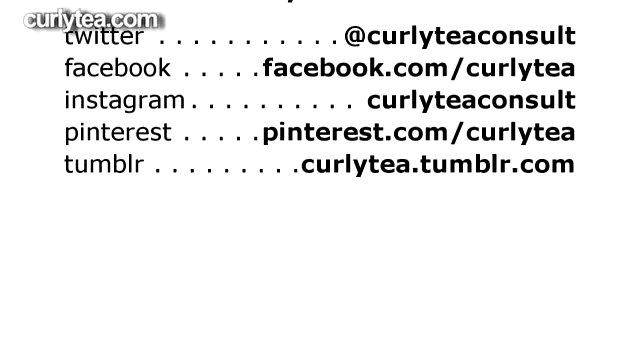 curlytea.com
twitter . . . . . . . . . . . @curlyteaconsult
facebook . . . . . facebook.com/curlytea
instagram . . . . . . . . . . curlyteaconsult
pinterest . . . . . pinterest.com/curlytea
tumblr . . . . . . . . . curlytea.tumblr.com